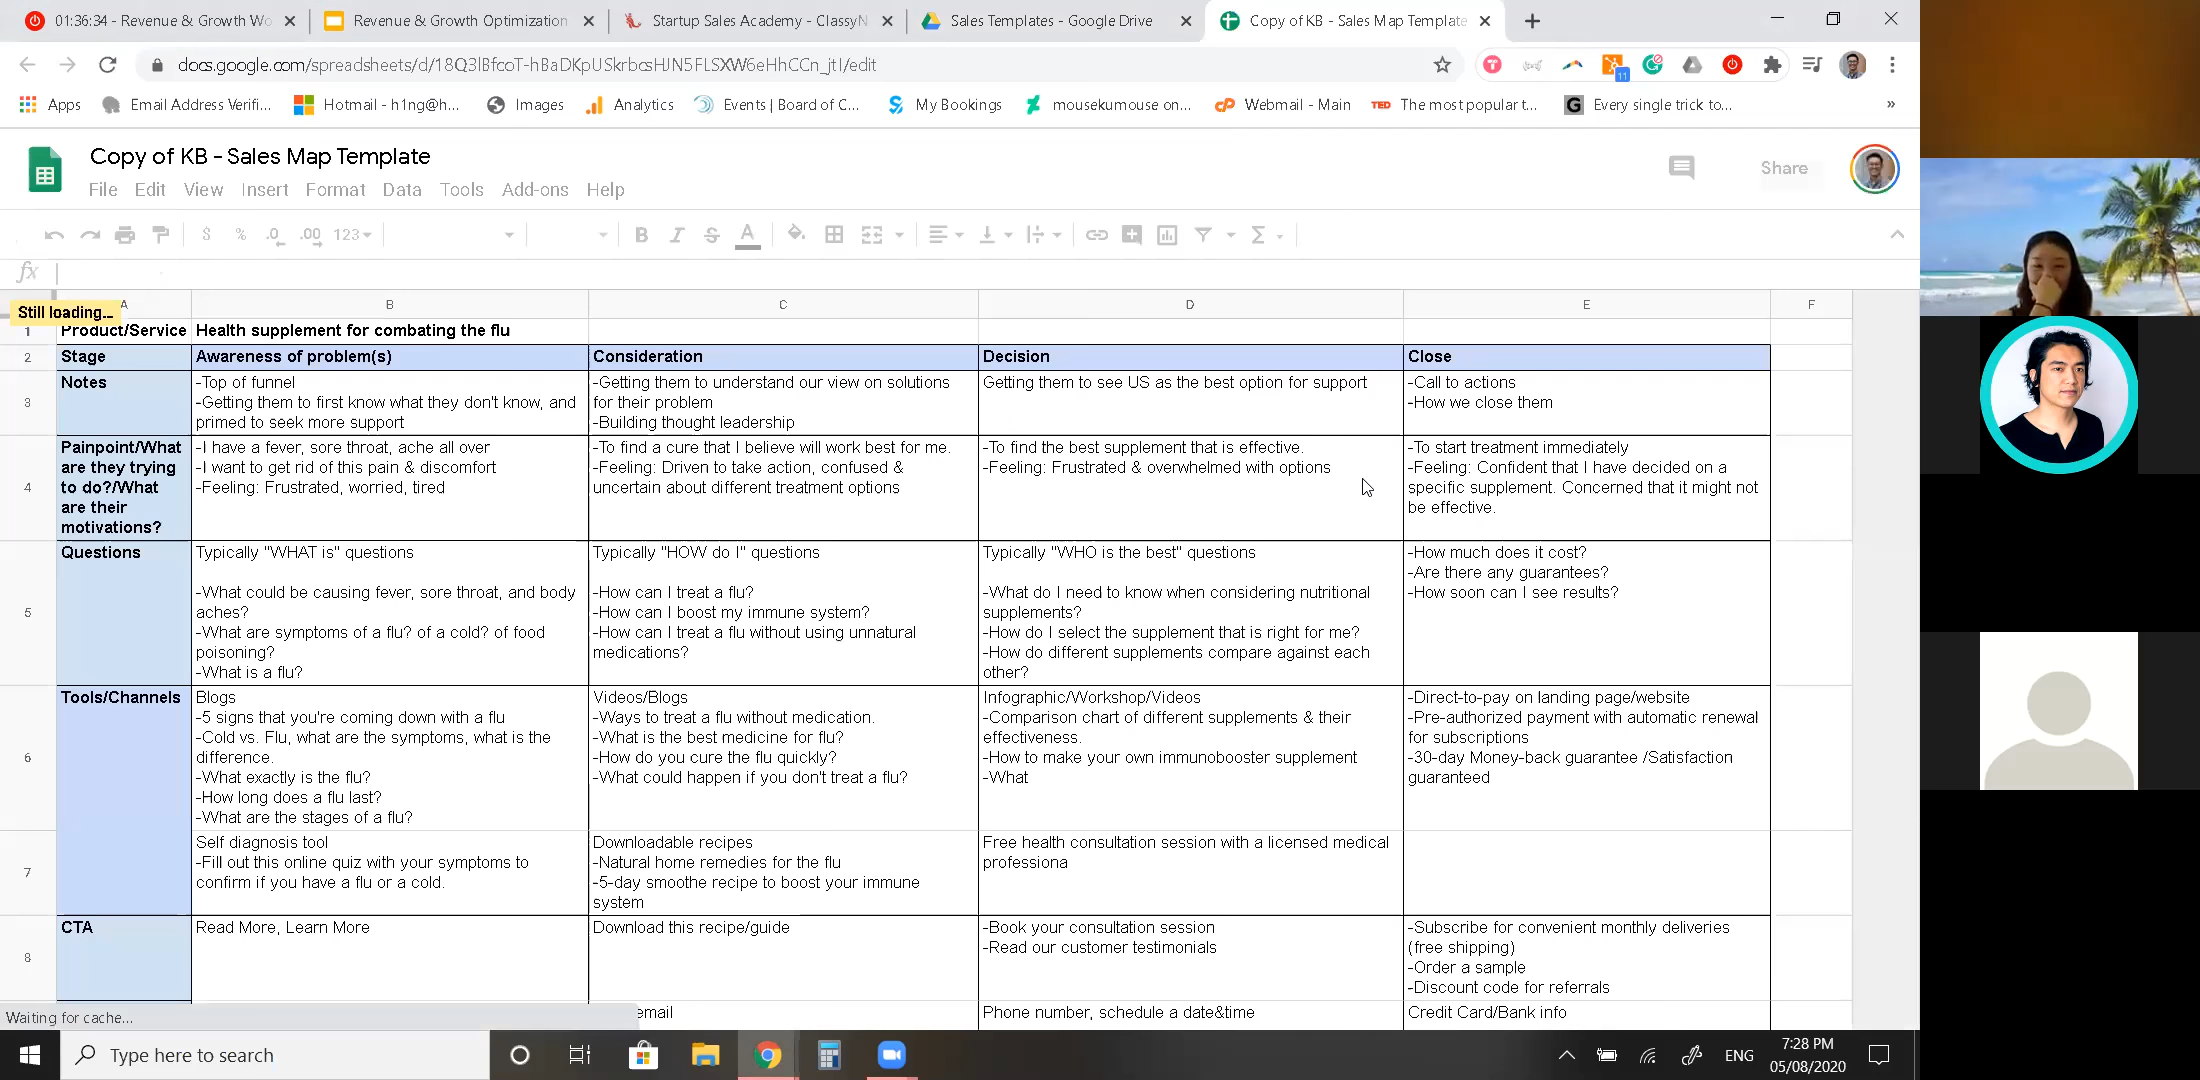 01:36:34 - Revenue & Growth Wo
Revenue & Growth Optimization
Startup Sales Academy - ClassyN
Sales Templates - Google Drive
Copy of KB - Sales Map Template
docs.google.com/spreadsheets/d/
/edit
Apps
Email Address Verifi...
Hotmail - h1ng@h...
Images
Analytics
Events | Board of C...
My Bookings
mousekumouse on...
Webmail - Main
TED
The most popular t...
Every single trick to...
»
Copy of KB - Sales Map Template
File Edit View Insert Format Data Tools Add-ons Help
Share
$ % .0 .00 123
B I S A
fx
A B C D E F
Still loading...
1 Product/Service Health supplement for combating the flu
2 Stage Awareness of problem(s) Consideration Decision Close
3
Notes
-Top of funnel
-Getting them to first know what they don't know, and
primed to seek more support
-Getting them to understand our view on solutions
for their problem
-Building thought leadership
Getting them to see US as the best option for support
-Call to actions
-How we close them
4
Painpoint/What
are they trying
to do?/What
are their
motivations?
-I have a fever, sore throat, ache all over
-I want to get rid of this pain & discomfort
-Feeling: Frustrated, worried, tired
-To find a cure that I believe will work best for me.
-Feeling: Driven to take action, confused &
uncertain about different treatment options
-To find the best supplement that is effective.
-Feeling: Frustrated & overwhelmed with options
-To start treatment immediately
-Feeling: Confident that I have decided on a
specific supplement. Concerned that it might not
be effective.
5
Questions
Typically "WHAT is" questions
-What could be causing fever, sore throat, and body
aches?
-What are symptoms of a flu? of a cold? of food
poisoning?
-What is a flu?
Typically "HOW do I" questions
-How can I treat a flu?
-How can I boost my immune system?
-How can I treat a flu without using unnatural
medications?
Typically "WHO is the best" questions
-What do I need to know when considering nutritional
supplements?
-How do I select the supplement that is right for me?
-How do different supplements compare against each
other?
-How much does it cost?
-Are there any guarantees?
-How soon can I see results?
6
Tools/Channels
Blogs
-5 signs that you're coming down with a flu
-Cold vs. Flu, what are the symptoms, what is the
difference.
-What exactly is the flu?
-How long does a flu last?
-What are the stages of a flu?
Videos/Blogs
-Ways to treat a flu without medication.
-What is the best medicine for flu?
-How do you cure the flu quickly?
-What could happen if you don't treat a flu?
Infographic/Workshop/Videos
-Comparison chart of different supplements & their
effectiveness.
-How to make your own immunobooster supplement
-What
-Direct-to-pay on landing page/website
-Pre-authorized payment with automatic renewal
for subscriptions
-30-day Money-back guarantee /Satisfaction
guaranteed
7
Self diagnosis tool
-Fill out this online quiz with your symptoms to
confirm if you have a flu or a cold.
Downloadable recipes
-Natural home remedies for the flu
-5-day smoothe recipe to boost your immune
system
Free health consultation session with a licensed medical
professiona
8
CTA
Read More, Learn More
Download this recipe/guide
-Book your consultation session
-Read our customer testimonials
-Subscribe for convenient monthly deliveries
(free shipping)
-Order a sample
-Discount code for referrals
email
Phone number, schedule a date&time
Credit Card/Bank info
Waiting for cache...
Type here to search
ENG
7:28 PM
05/08/2020